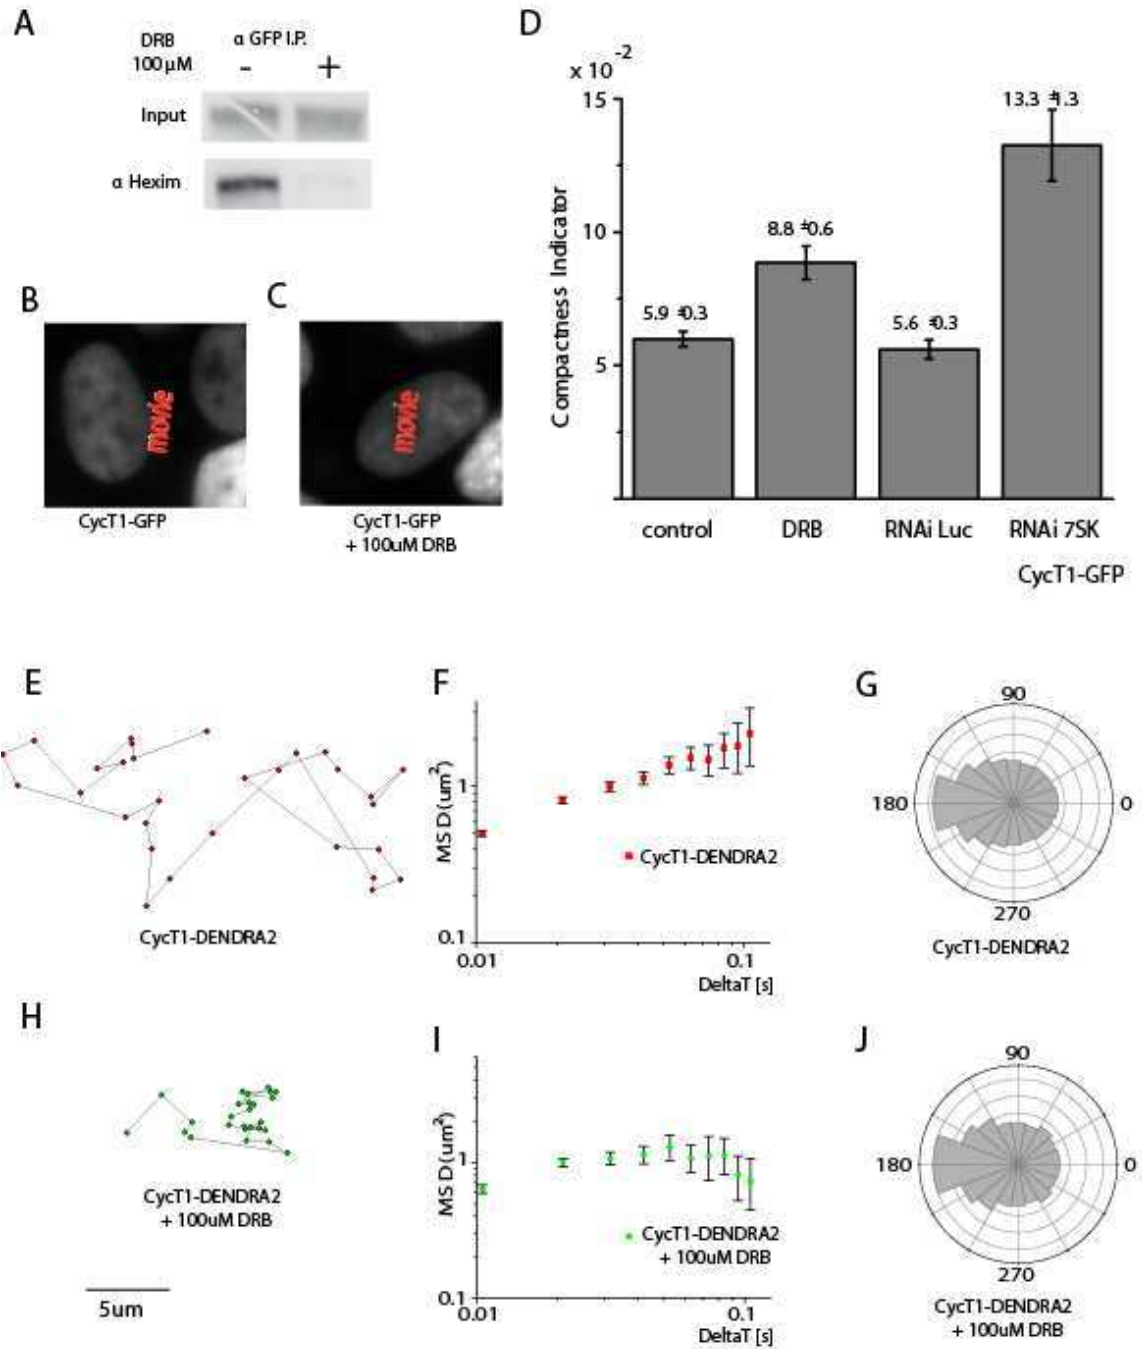 A
DRB
100 µM
α GFP I.P.
- +
Input
α Hexim
B
movie
CycT1-GFP
C
movie
CycT1-GFP
+ 100uM DRB
D
x 10⁻²
15
10
5
Compactness Indicator
5.9 ±0.3
8.8 ±0.6
5.6 ±0.3
13.3 ±1.3
control DRB RNAi Luc RNAi 7SK
CycT1-GFP
E
CycT1-DENDRA2
F
MSD(um²)
1
0.1
0.01 0.1
DeltaT [s]
CycT1-DENDRA2
G
90
180 0
270
CycT1-DENDRA2
H
CycT1-DENDRA2
+ 100uM DRB
5um
I
MSD(um²)
1
0.1
0.01 0.1
DeltaT [s]
CycT1-DENDRA2
+ 100uM DRB
J
90
180 0
270
CycT1-DENDRA2
+ 100uM DRB